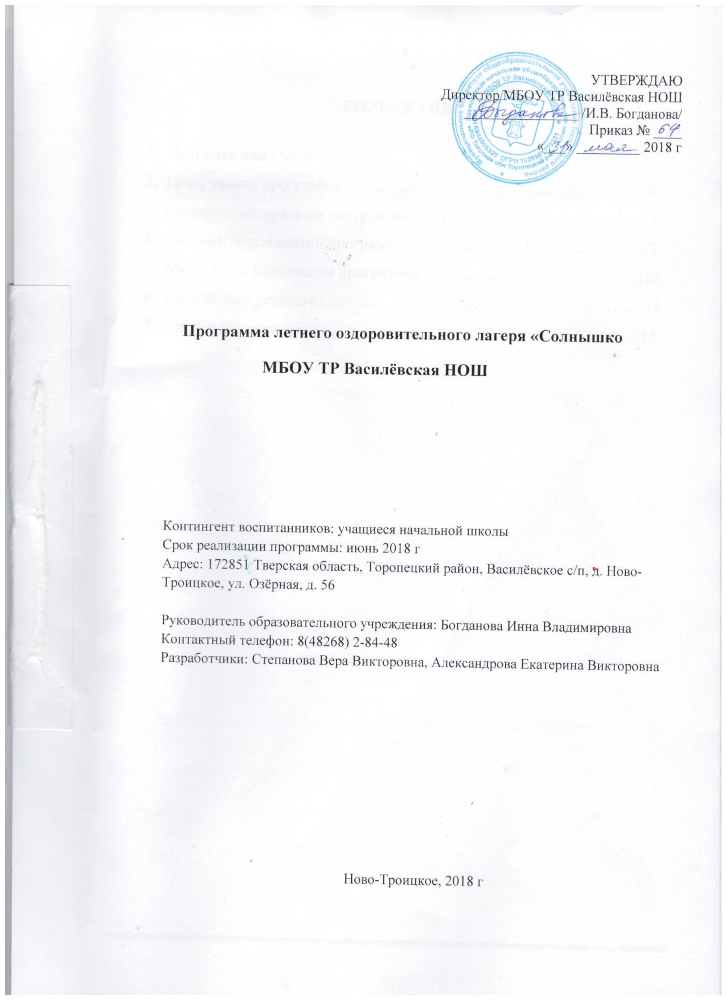 УТВЕРЖДАЮ
Директор МБОУ ТР Василёвская НОШ
Богданова /И.В. Богданова/
Приказ № 64
«31» мая 2018 г
Программа летнего оздоровительного лагеря «Солнышко
МБОУ ТР Василёвская НОШ
Контингент воспитанников: учащиеся начальной школы
Срок реализации программы: июнь 2018 г
Адрес: 172851 Тверская область, Торопецкий район, Василёвское с/п, д. Ново-
Троицкое, ул. Озёрная, д. 56
Руководитель образовательного учреждения: Богданова Инна Владимировна
Контактный телефон: 8(48268) 2-84-48
Разработчики: Степанова Вера Викторовна, Александрова Екатерина Викторовна
Ново-Троицкое, 2018 г